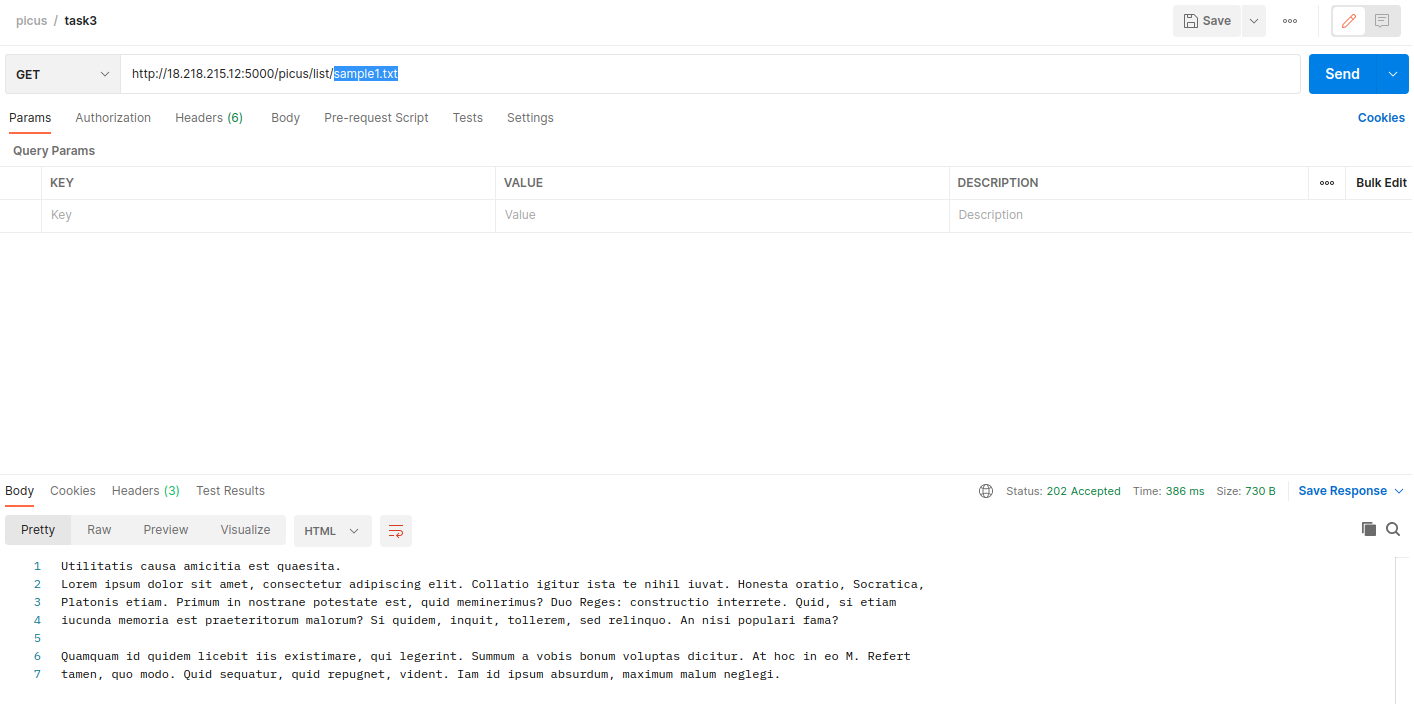 picus / task3
Save
GET
http://18.218.215.12:5000/picus/list/sample1.txt
Send
Params Authorization Headers (6) Body Pre-request Script Tests Settings Cookies
Query Params
KEY VALUE DESCRIPTION Bulk Edit
Key Value Description
Body Cookies Headers (3) Test Results Status: 202 Accepted Time: 386 ms Size: 730 B Save Response
Pretty Raw Preview Visualize HTML
1 Utilitatis causa amicitia est quaesita.
2 Lorem ipsum dolor sit amet, consectetur adipiscing elit. Collatio igitur ista te nihil iuvat. Honesta oratio, Socratica,
3 Platonis etiam. Primum in nostrane potestate est, quid meminerimus? Duo Reges: constructio interrete. Quid, si etiam
4 iucunda memoria est praeteritorum malorum? Si quidem, inquit, tollerem, sed relinquo. An nisi populari fama?
5
6 Quamquam id quidem licebit iis existimare, qui legerint. Summum a vobis bonum voluptas dicitur. At hoc in eo M. Refert
7 tamen, quo modo. Quid sequatur, quid repugnet, vident. Iam id ipsum absurdum, maximum malum neglegi.